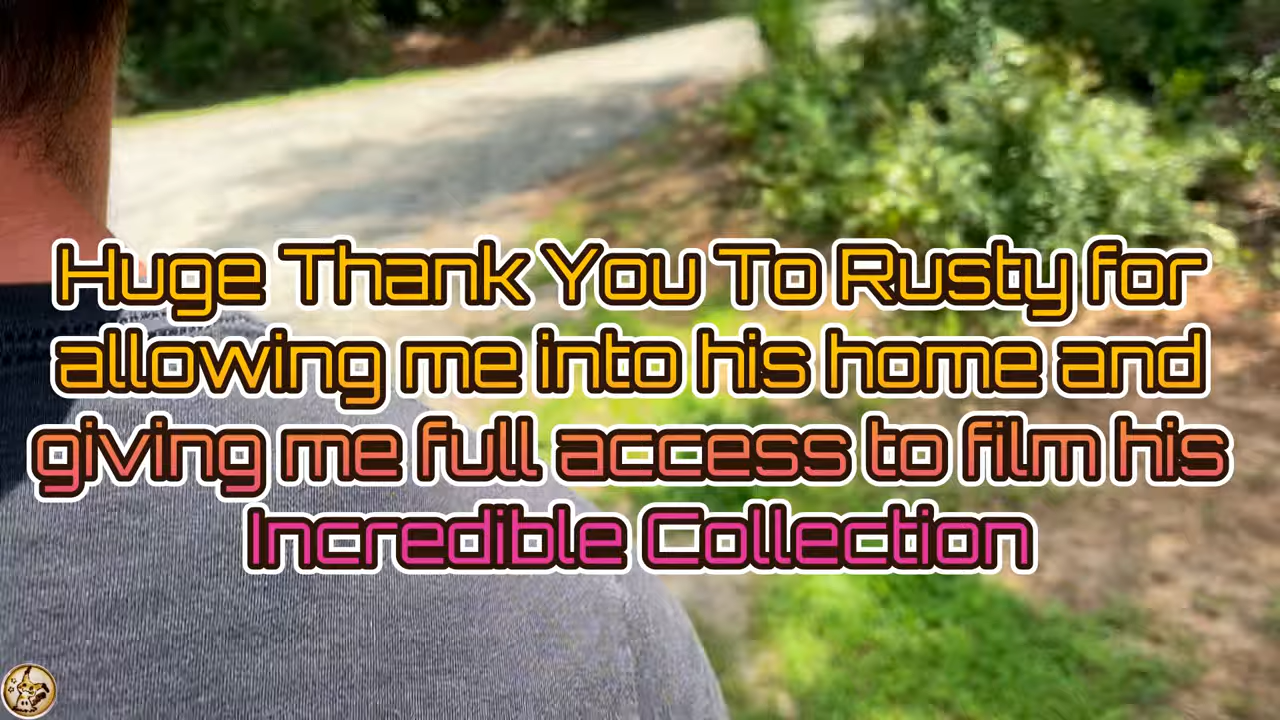 Huge Thank You To Rusty for
allowing me into his home and
giving me full access to film his
Incredible Collection